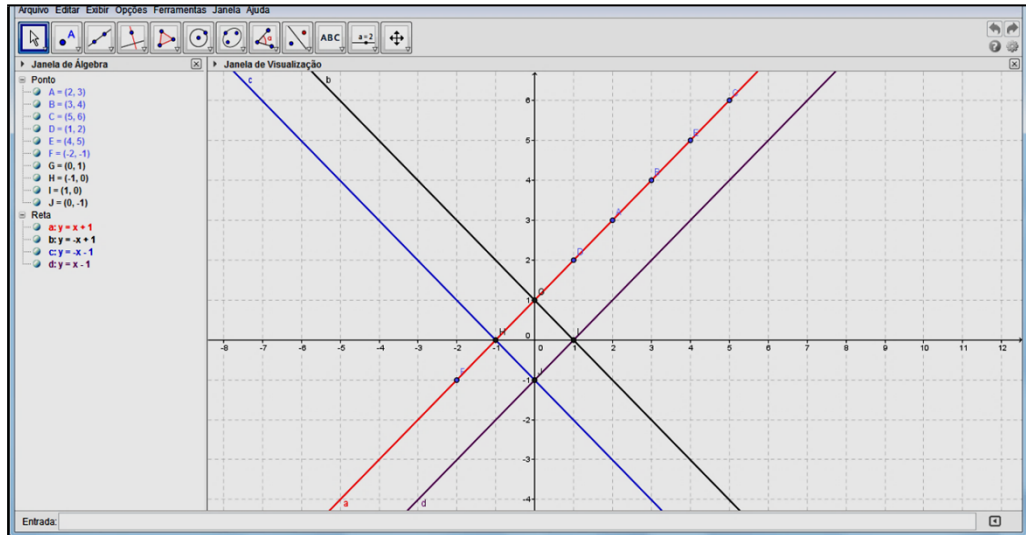 Arquivo Editar Exibir Opções Ferramentas Janela Ajuda
A
ABC
a=2
Janela de Álgebra
Janela de Visualização
Ponto
A = (2, 3)
B = (3, 4)
C = (5, 6)
D = (1, 2)
E = (4, 5)
F = (-2, -1)
G = (0, 1)
H = (-1, 0)
I = (1, 0)
J = (0, -1)
Reta
a: y = x + 1
b: y = -x + 1
c: y = -x - 1
d: y = x - 1
c
b
6
C
5
E
4
B
3
A
2
D
1
G
0
H
I
-8 -7 -6 -5 -4 -3 -2 -1 0 1 2 3 4 5 6 7 8 9 10 11 12
F
-1
J
-2
-3
-4
a
d
Entrada: